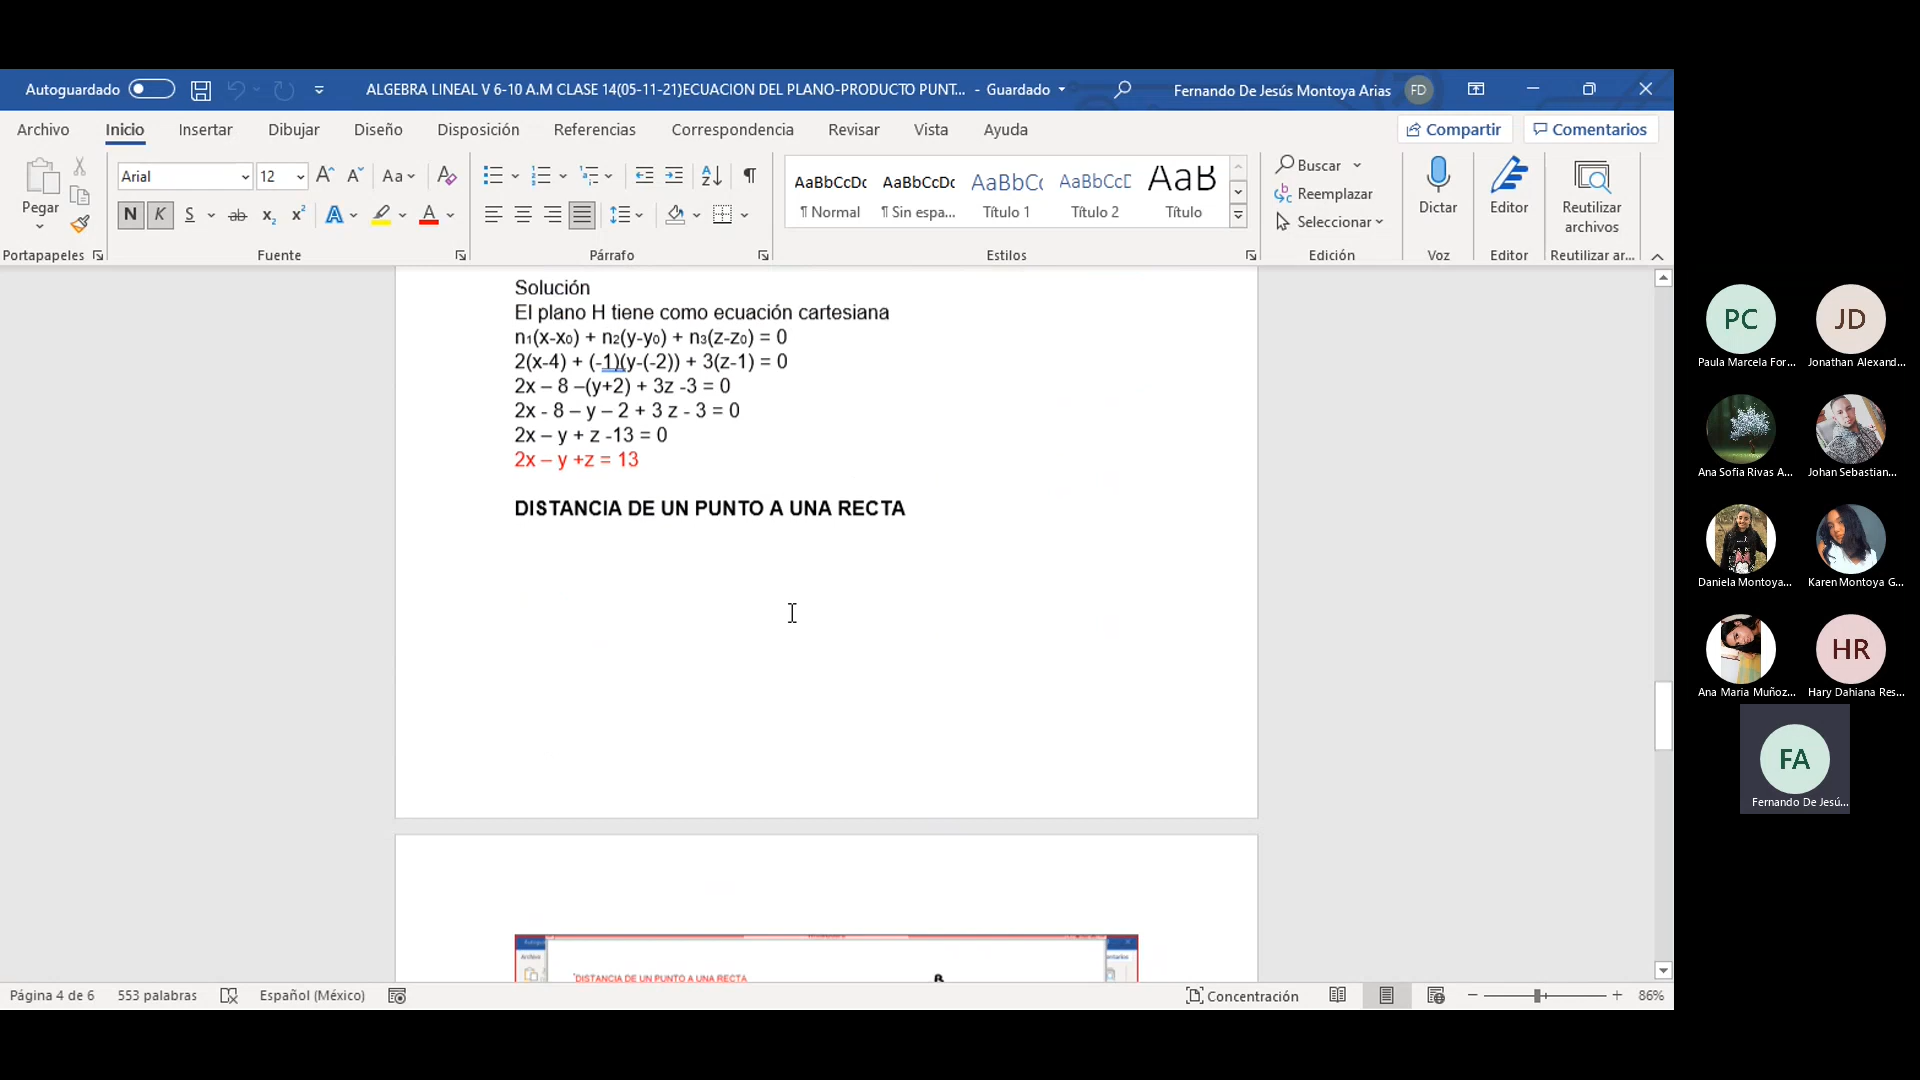 Autoguardado
ALGEBRA LINEAL V 6-10 A.M CLASE 14(05-11-21)ECUACION DEL PLANO-PRODUCTO PUNT... - Guardado
Fernando De Jesús Montoya Arias
FD
Archivo Inicio Insertar Dibujar Diseño Disposición Referencias Correspondencia Revisar Vista Ayuda
Compartir
Comentarios
Pegar
Portapapeles
Arial
12
Aa
N K S ab x₂ x² A A
Fuente
Párrafo
AaBbCcDc AaBbCcDc AaBbCc AaBbCcD AaB
¶ Normal ¶ Sin espa... Título 1 Título 2 Título
Estilos
Buscar
Reemplazar
Seleccionar
Edición
Dictar
Voz
Editor
Editor
Reutilizar
archivos
Reutilizar ar...
Solución
El plano H tiene como ecuación cartesiana
n₁(x-x₀) + n₂(y-y₀) + n₃(z-z₀) = 0
2(x-4) + (-1)(y-(-2)) + 3(z-1) = 0
2x – 8 –(y+2) + 3z -3 = 0
2x - 8 – y – 2 + 3 z - 3 = 0
2x – y + z -13 = 0
2x – y +z = 13
DISTANCIA DE UN PUNTO A UNA RECTA
DISTANCIA DE UN PUNTO A UNA RECTA
Página 4 de 6
553 palabras
Español (México)
Concentración
86%
PC
Paula Marcela For...
JD
Jonathan Alexand...
Ana Sofia Rivas A...
Johan Sebastian...
Daniela Montoya...
Karen Montoya G...
Ana Maria Muñoz...
HR
Hary Dahiana Res...
FA
Fernando De Jesú...